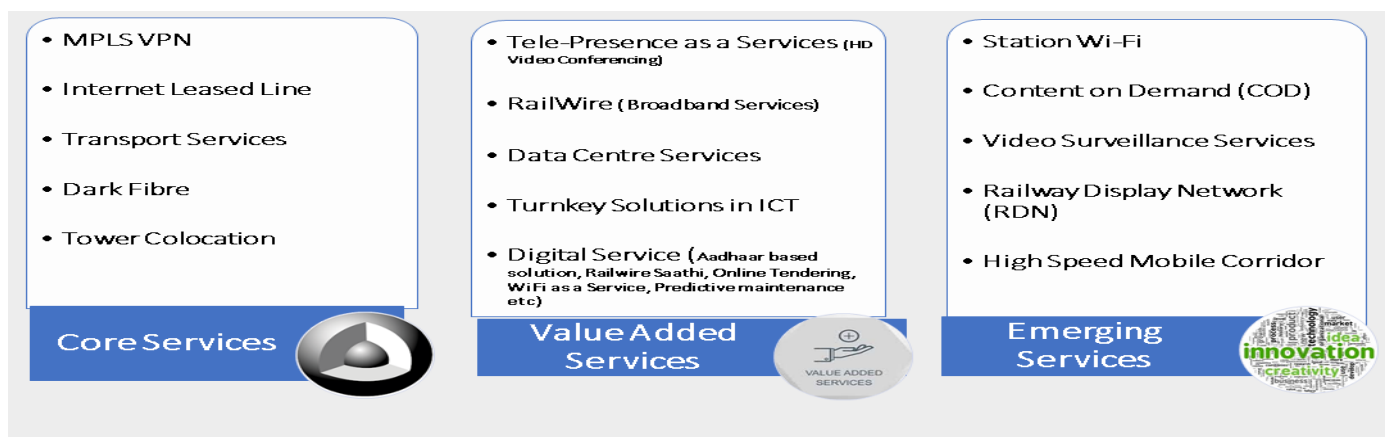 • MPLS VPN
• Internet Leased Line
• Transport Services
• Dark Fibre
• Tower Colocation
Core Services
• Tele-Presence as a Services (HD
Video Conferencing)
• RailWire (Broadband Services)
• Data Centre Services
• Turnkey Solutions in ICT
• Digital Service (Aadhaar based
solution, Railwire Saathi, Online Tendering,
WiFi as a Service, Predictive maintenance
etc)
Value Added
Services
VALUE ADDED
SERVICES
• Station Wi-Fi
• Content on Demand (COD)
• Video Surveillance Services
• Railway Display Network
(RDN)
• High Speed Mobile Corridor
Emerging
Services
process
product
technology
market
idea
innovation
creativity
business